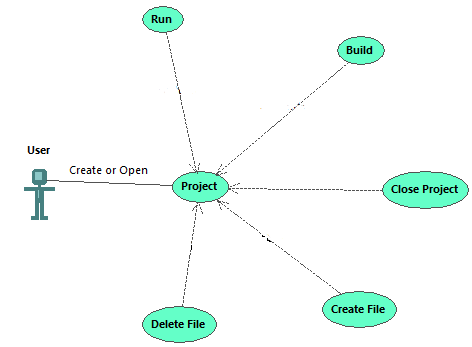 Run
Build
User
Create or Open
Project
Close Project
Create File
Delete File